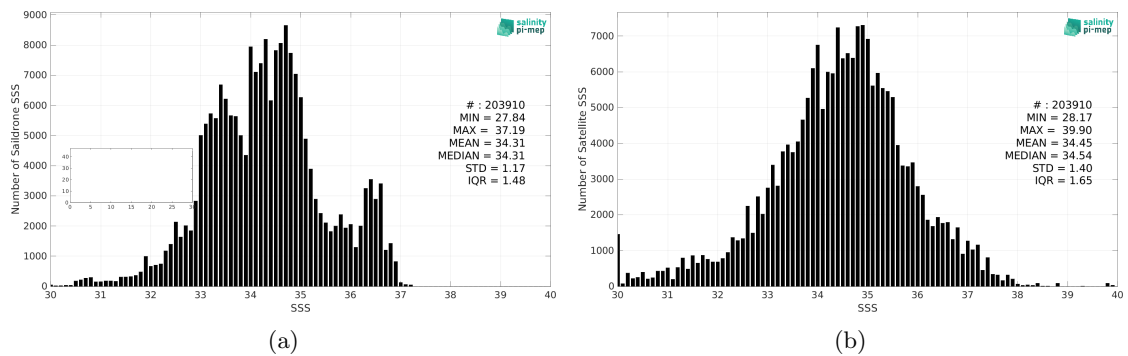 salinity
pi-mep
Number of Saildrone SSS
9000
8000
7000
6000
5000
4000
3000
2000
1000
0
# : 203910
MIN = 27.84
MAX = 37.19
MEAN = 34.31
MEDIAN = 34.31
STD = 1.17
IQR = 1.48
40
30
20
10
0
0 5 10 15 20 25 30
30 31 32 33 34 35 36 37 38 39 40
SSS
(a)
salinity
pi-mep
Number of Satellite SSS
7000
6000
5000
4000
3000
2000
1000
0
# : 203910
MIN = 28.17
MAX = 39.90
MEAN = 34.45
MEDIAN = 34.54
STD = 1.40
IQR = 1.65
30 31 32 33 34 35 36 37 38 39 40
SSS
(b)